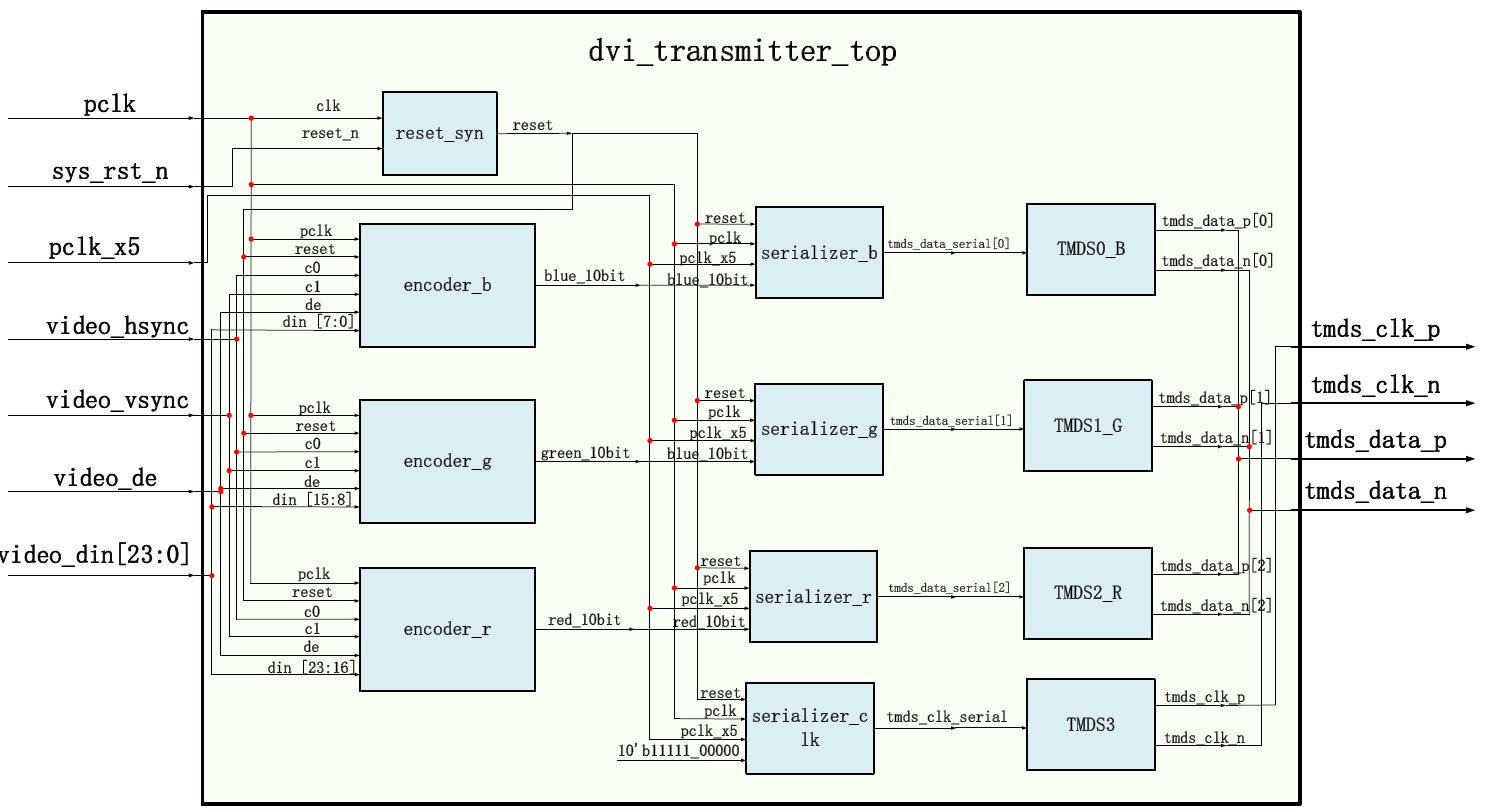 dvi_transmitter_top
pclk
sys_rst_n
pclk_x5
video_hsync
video_vsync
video_de
video_din[23:0]
clk
reset_n
reset_syn
reset
pclk
reset
c0
c1
de
din [7:0]
encoder_b
blue_10bit
pclk
reset
c0
c1
de
din [15:8]
encoder_g
green_10bit
pclk
reset
c0
c1
de
din [23:16]
encoder_r
red_10bit
reset
pclk
pclk_x5
blue_10bit
serializer_b
tmds_data_serial[0]
TMDS0_B
tmds_data_p[0]
tmds_data_n[0]
reset
pclk
pclk_x5
blue_10bit
serializer_g
tmds_data_serial[1]
TMDS1_G
tmds_data_p[1]
tmds_data_n[1]
reset
pclk
pclk_x5
red_10bit
serializer_r
tmds_data_serial[2]
TMDS2_R
tmds_data_p[2]
tmds_data_n[2]
reset
pclk
pclk_x5
10'b11111_00000
serializer_c
lk
tmds_clk_serial
TMDS3
tmds_clk_p
tmds_clk_n
tmds_clk_p
tmds_clk_n
tmds_data_p
tmds_data_n